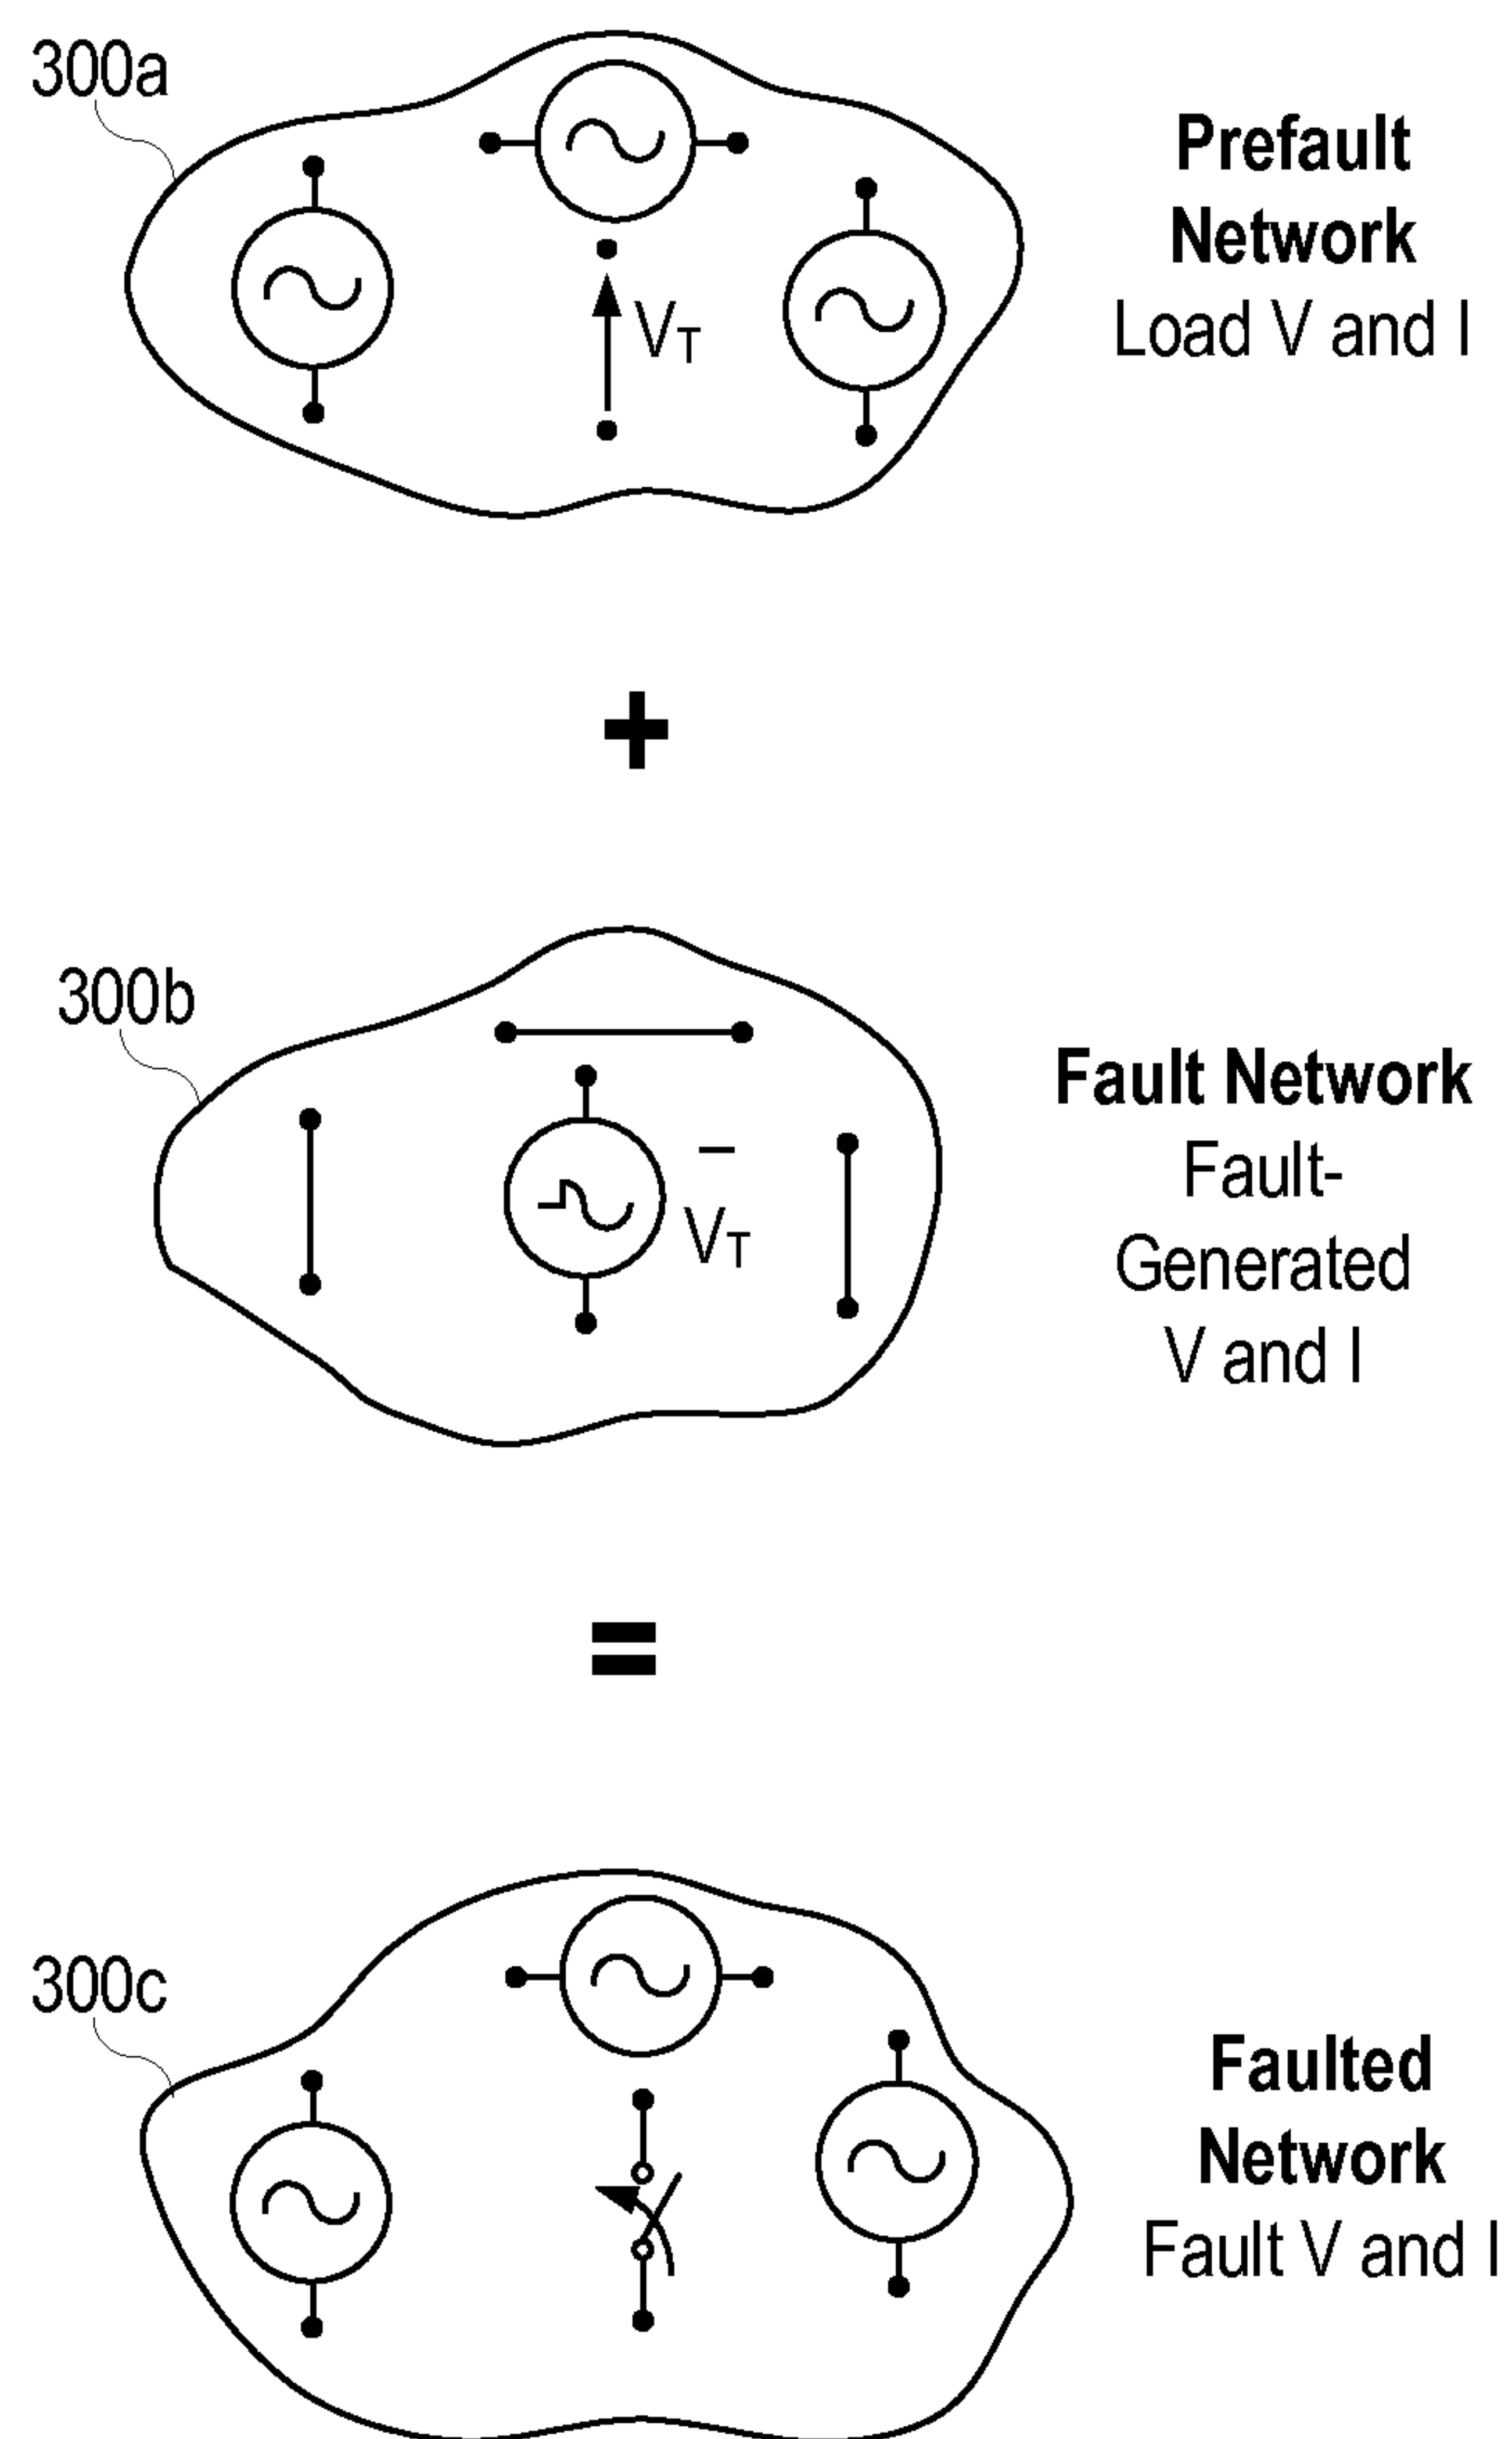 300a
Prefault
Network
Load V and I
VT
+
300b
Fault Network
Fault-
Generated
V and I
–
VT
=
300c
Faulted
Network
Fault V and I